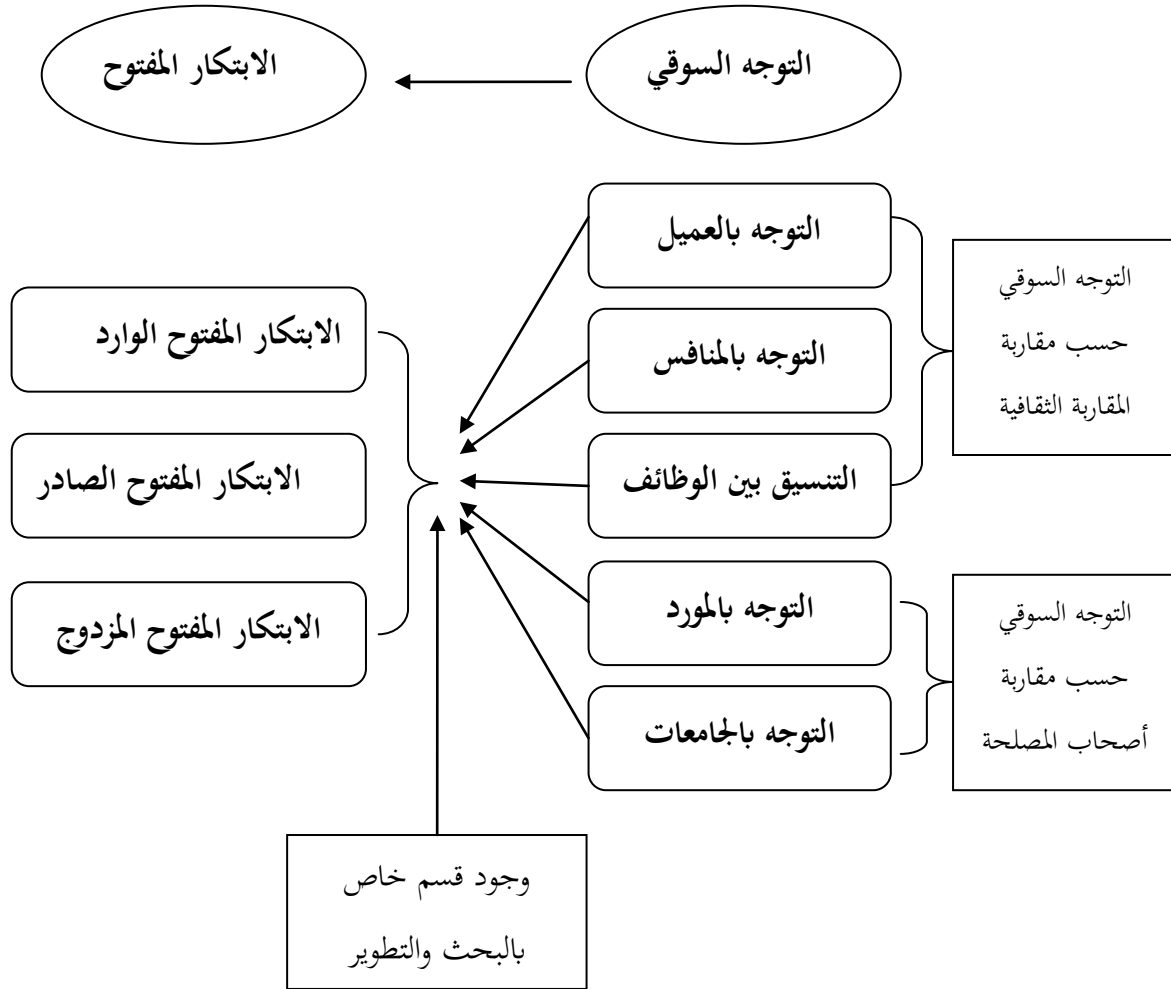 التوجه السوقي
الابتكار المفتوح
التوجه بالعميل
التوجه بالمنافس
التنسيق بين الوظائف
التوجه بالمورد
التوجه بالجامعات
التوجه السوقي
حسب مقاربة
المقاربة الثقافية
التوجه السوقي
حسب مقاربة
أصحاب المصلحة
الابتكار المفتوح الوارد
الابتكار المفتوح الصادر
الابتكار المفتوح المزدوج
وجود قسم خاص
بالبحث والتطوير